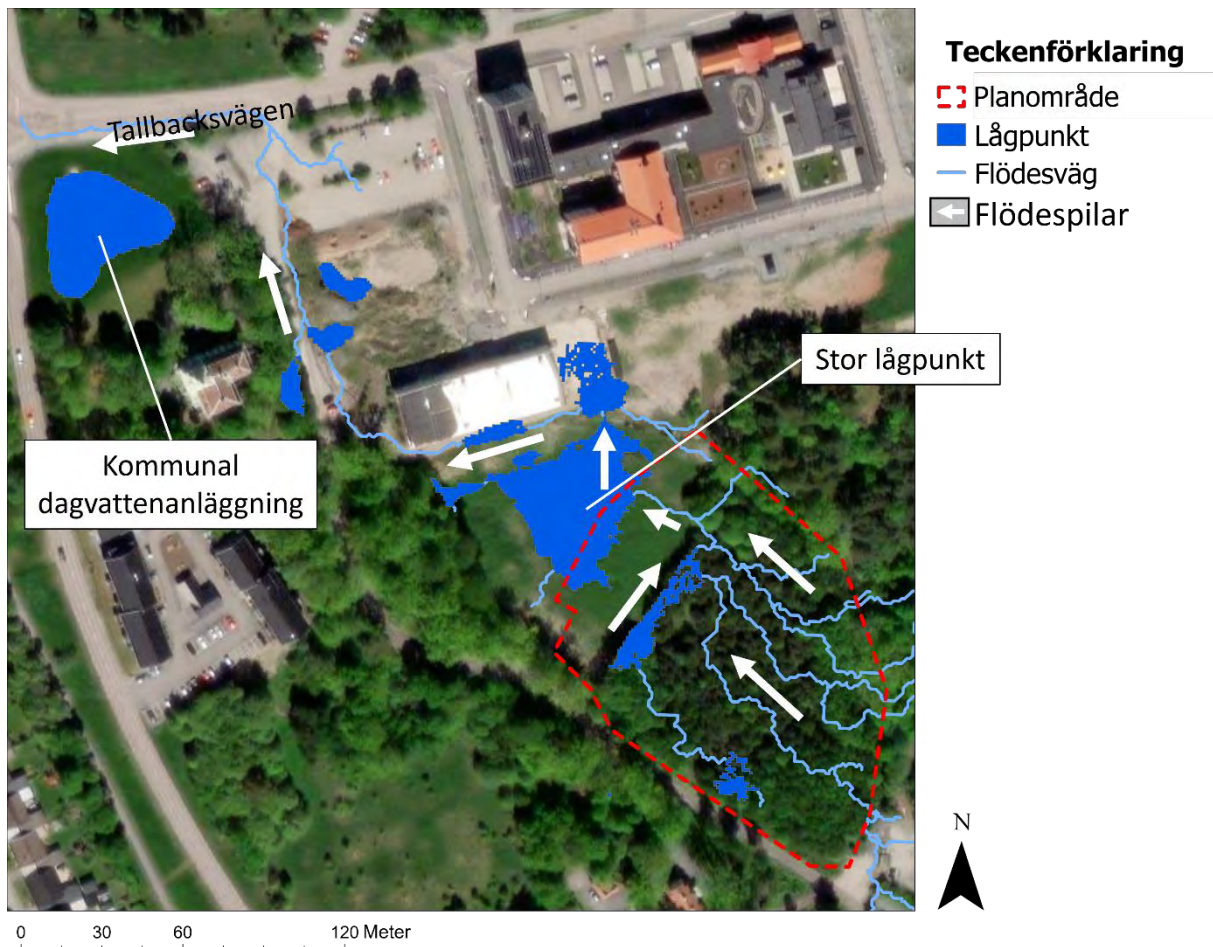 Tallbacksvägen
Teckenförklaring
Planområde
Lågpunkt
Flödesväg
Flödespilar
Stor lågpunkt
Kommunal
dagvattenanläggning
N
0 30 60 120 Meter